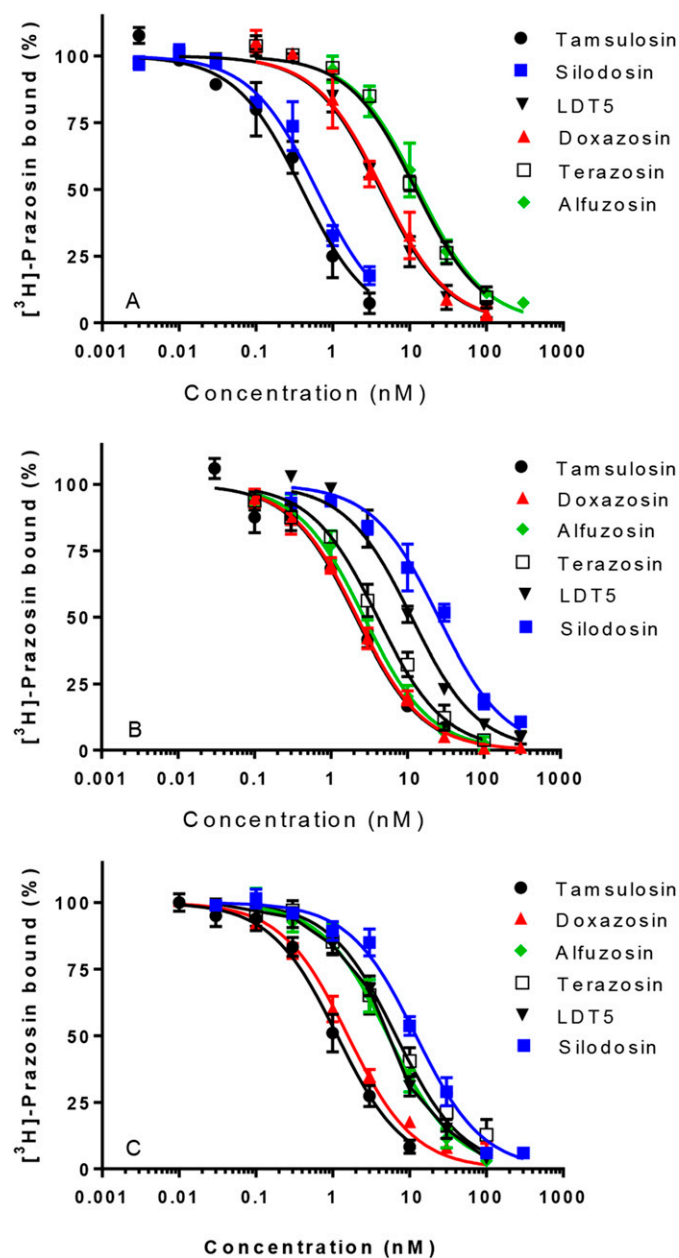 [³H]-Prazosin bound (%)
100
75
50
25
0
A
0.001 0.01 0.1 1 10 100 1000
Concentration (nM)
Tamsulosin
Silodosin
LDT5
Doxazosin
Terazosin
Alfuzosin
[³H]-Prazosin bound (%)
100
75
50
25
0
B
0.001 0.01 0.1 1 10 100 1000
Concentration (nM)
Tamsulosin
Doxazosin
Alfuzosin
Terazosin
LDT5
Silodosin
[³H]-Prazosin bound (%)
100
75
50
25
0
C
0.001 0.01 0.1 1 10 100 1000
Concentration (nM)
Tamsulosin
Doxazosin
Alfuzosin
Terazosin
LDT5
Silodosin